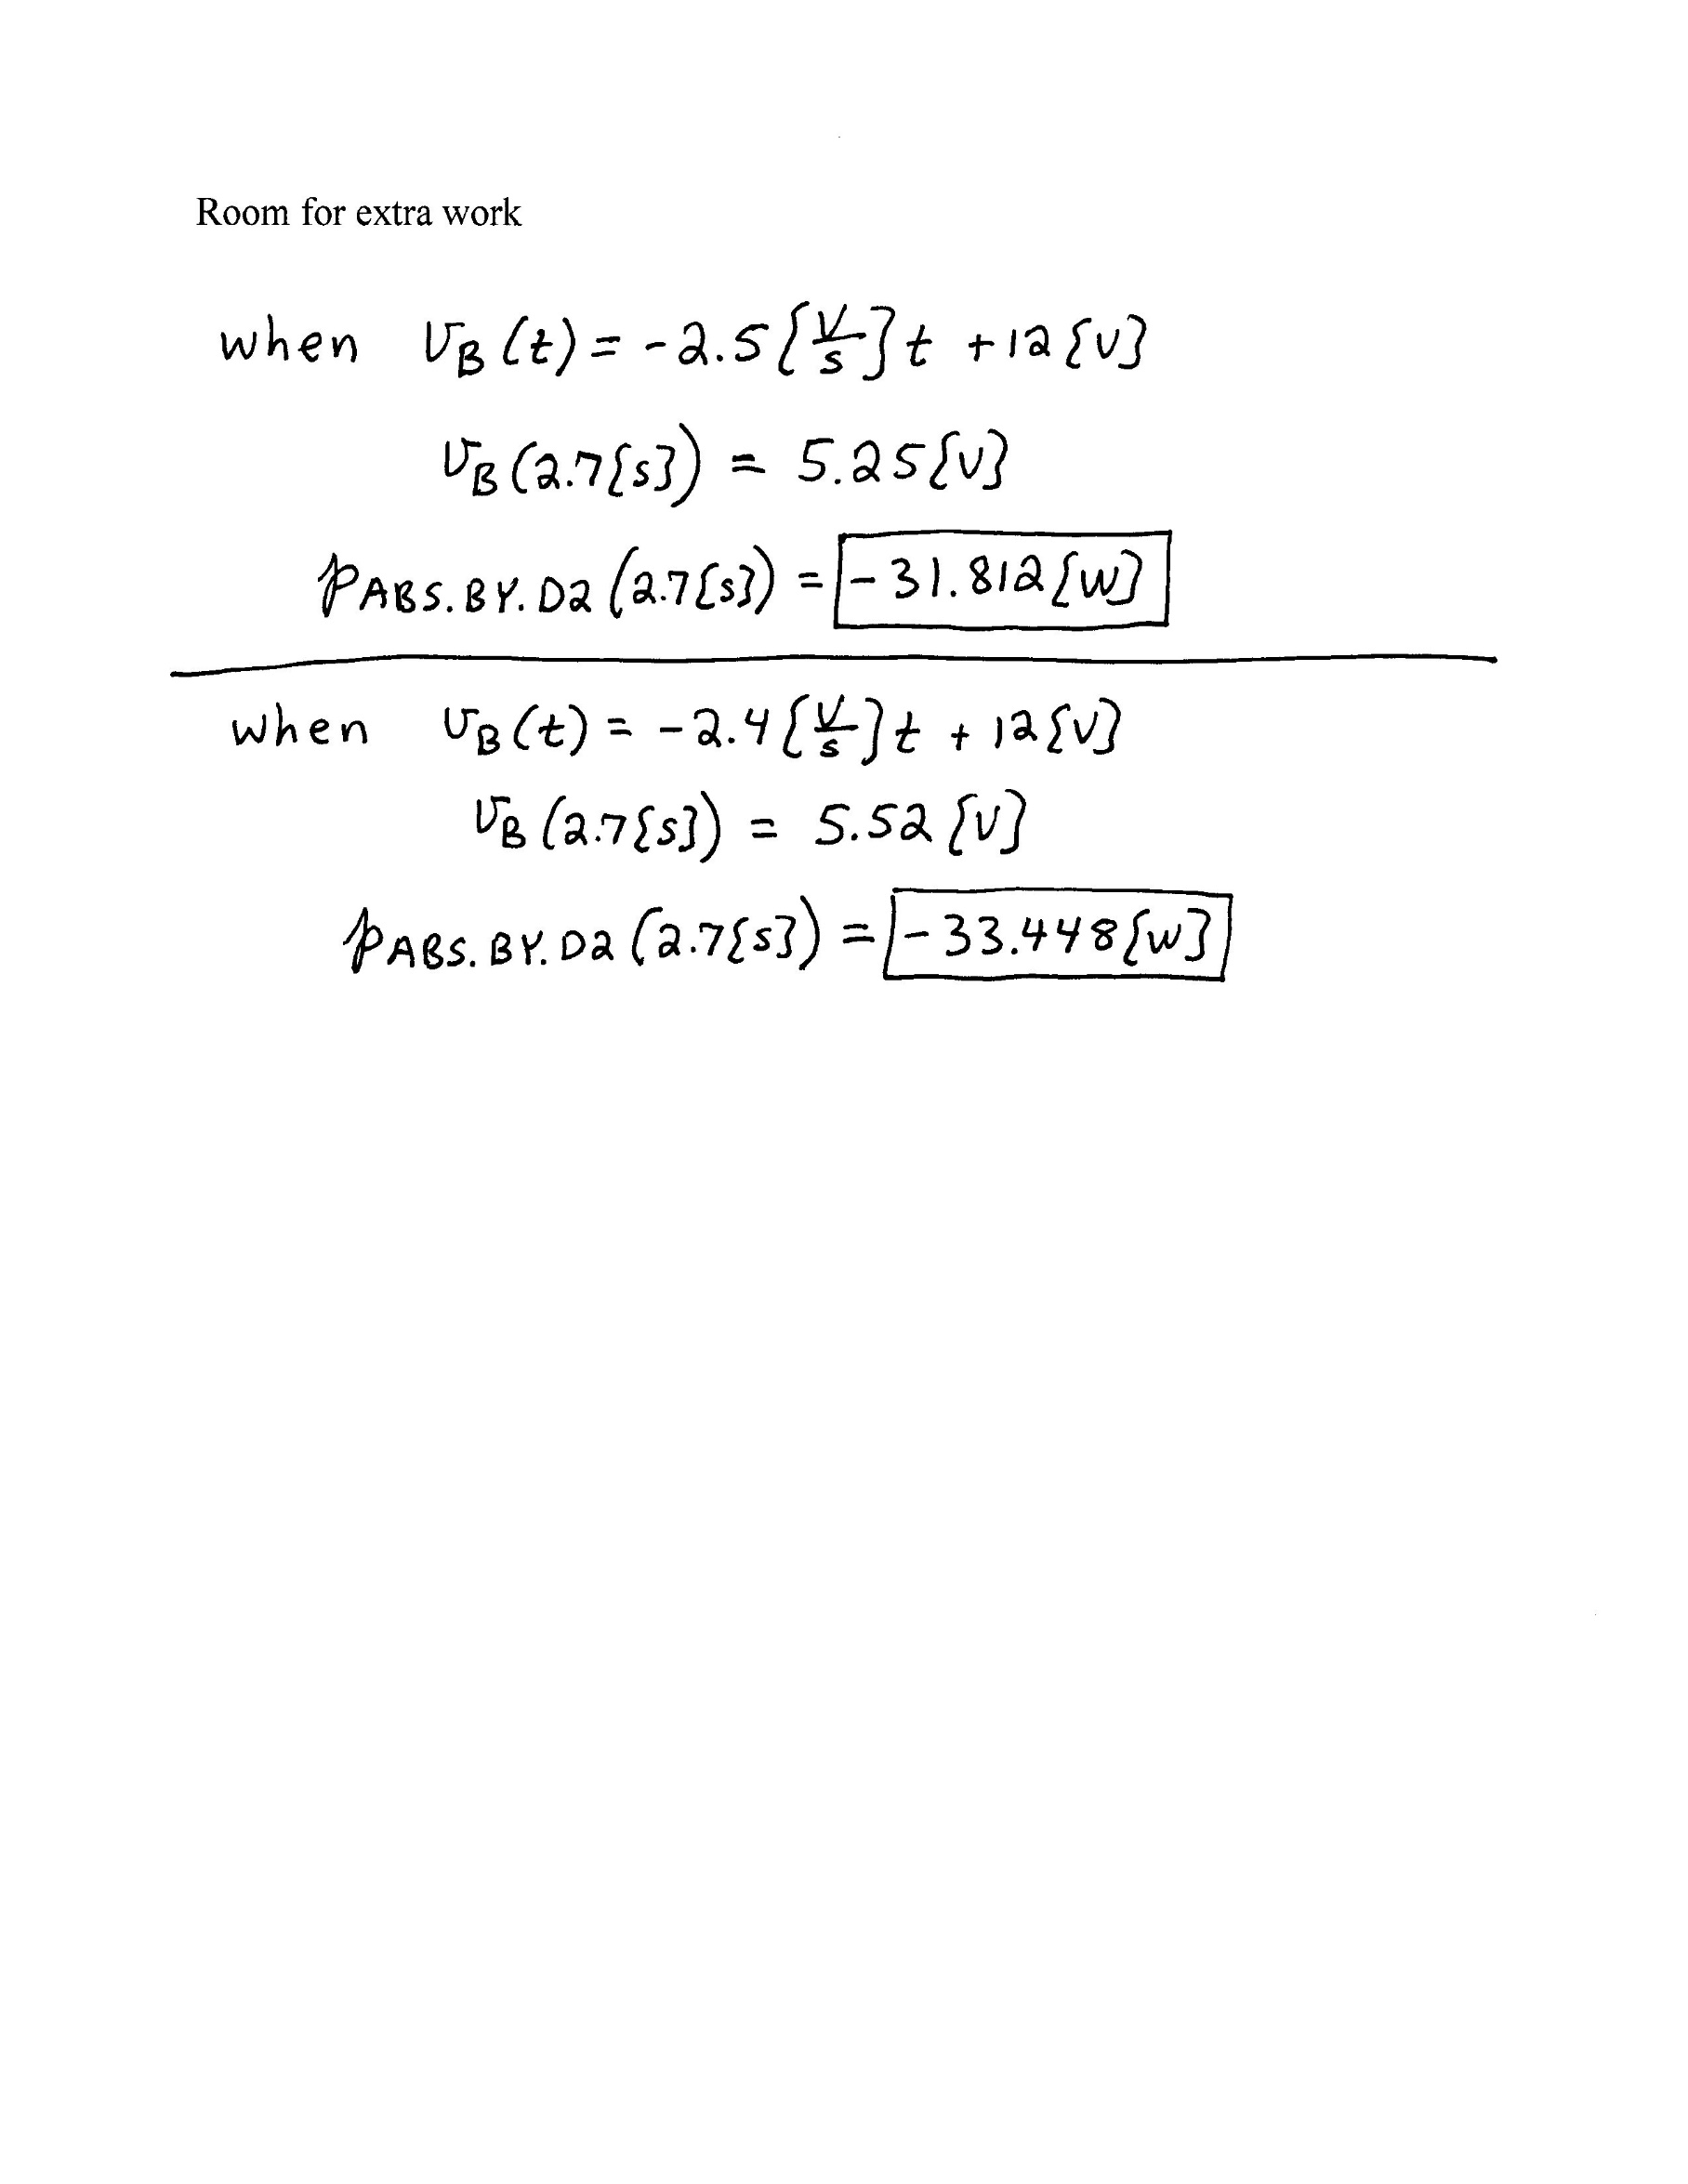 Room for extra work
when v_B(t) = -2.5 {V/s} t + 12 {V}
v_B(2.7{s}) = 5.25 {V}
p_ABS.BY.D2 (2.7{s}) = -31.812 {W}
when v_B(t) = -2.4 {V/s} t + 12 {V}
v_B(2.7{s}) = 5.52 {V}
p_ABS.BY.D2 (2.7{s}) = -33.448 {W}